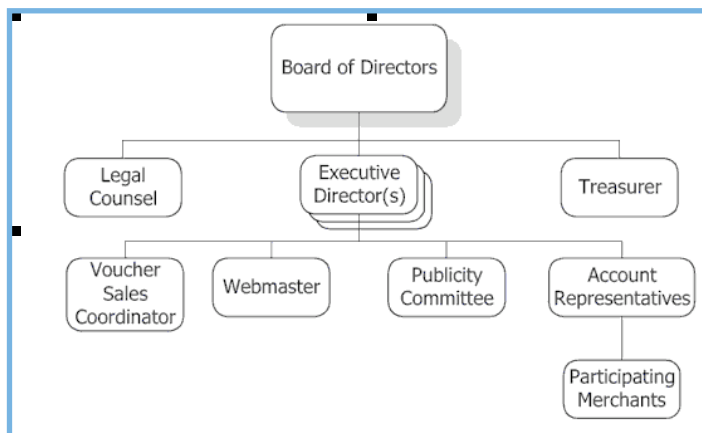 Board of Directors
Legal
Counsel
Executive
Director(s)
Treasurer
Voucher
Sales
Coordinator
Webmaster
Publicity
Committee
Account
Representatives
Participating
Merchants